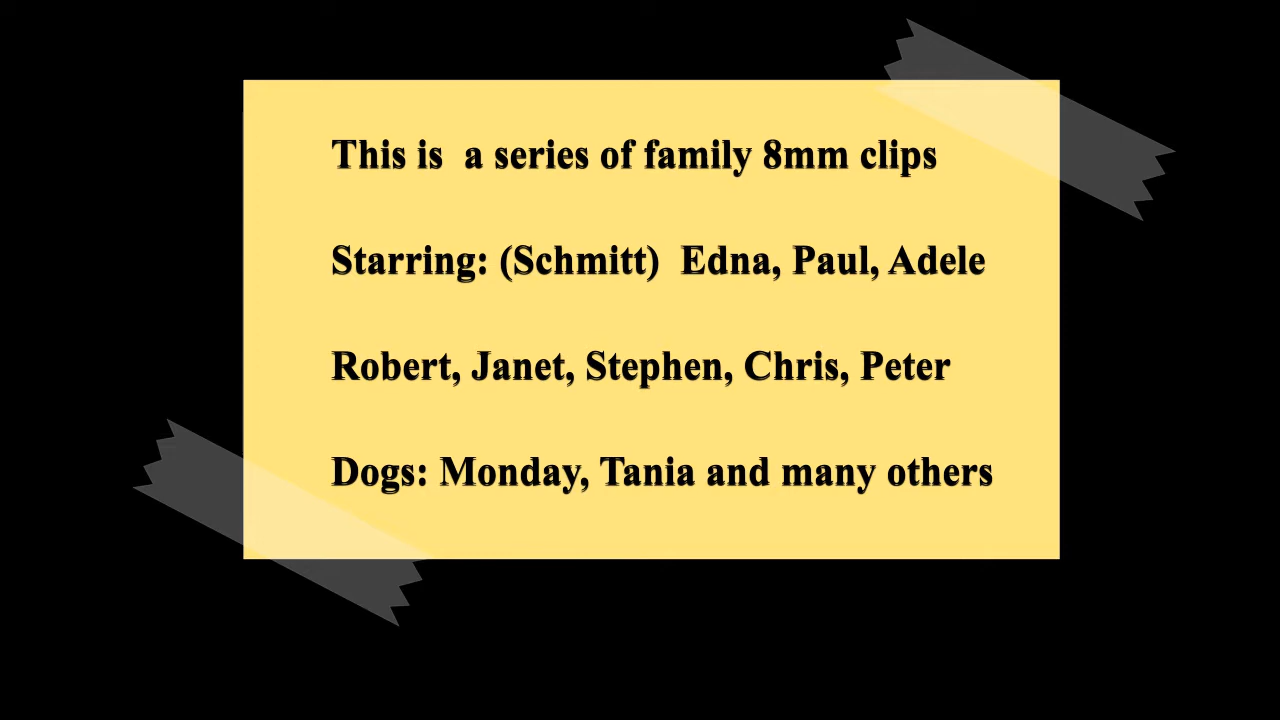 This is  a series of family 8mm clips
Starring: (Schmitt)  Edna, Paul, Adele
Robert, Janet, Stephen, Chris, Peter
Dogs: Monday, Tania and many others